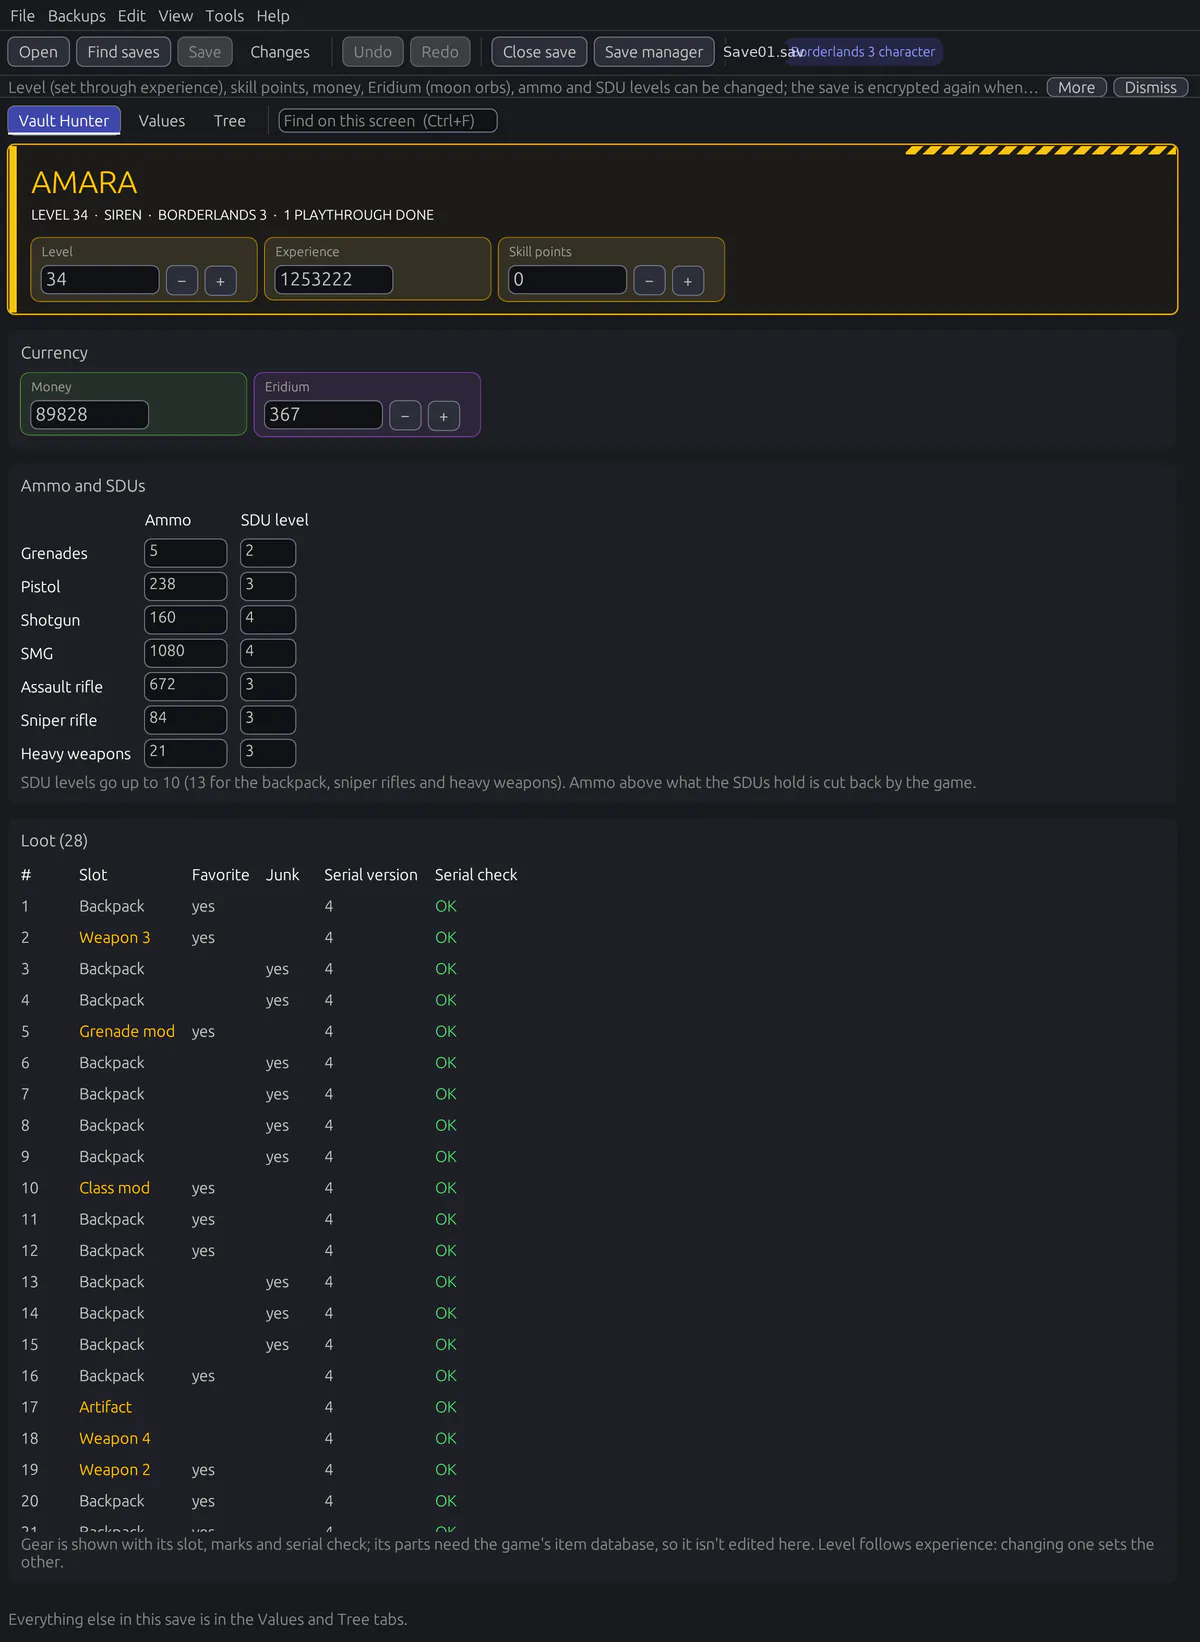 File Backups Edit View Tools Help
Open Find saves Save Changes Undo Redo Close save Save manager Save01.sav Borderlands 3 character
Level (set through experience), skill points, money, Eridium (moon orbs), ammo and SDU levels can be changed; the save is encrypted again when… More Dismiss
Vault Hunter Values Tree Find on this screen (Ctrl+F)
AMARA
LEVEL 34 · SIREN · BORDERLANDS 3 · 1 PLAYTHROUGH DONE
Level Experience Skill points
34 − + 1253222 0 − +
Currency
Money Eridium
89828 367 − +
Ammo and SDUs
Ammo SDU level
Grenades 5 2
Pistol 238 3
Shotgun 160 4
SMG 1080 4
Assault rifle 672 3
Sniper rifle 84 3
Heavy weapons 21 3
SDU levels go up to 10 (13 for the backpack, sniper rifles and heavy weapons). Ammo above what the SDUs hold is cut back by the game.
Loot (28)
# Slot Favorite Junk Serial version Serial check
1 Backpack yes 4 OK
2 Weapon 3 yes 4 OK
3 Backpack yes 4 OK
4 Backpack yes 4 OK
5 Grenade mod yes 4 OK
6 Backpack yes 4 OK
7 Backpack yes 4 OK
8 Backpack yes 4 OK
9 Backpack yes 4 OK
10 Class mod yes 4 OK
11 Backpack yes 4 OK
12 Backpack yes 4 OK
13 Backpack yes 4 OK
14 Backpack yes 4 OK
15 Backpack yes 4 OK
16 Backpack yes 4 OK
17 Artifact 4 OK
18 Weapon 4 4 OK
19 Weapon 2 yes 4 OK
20 Backpack yes 4 OK
21 Backpack yes 4 OK
Gear is shown with its slot, marks and serial check; its parts need the game's item database, so it isn't edited here. Level follows experience: changing one sets the
other.
Everything else in this save is in the Values and Tree tabs.